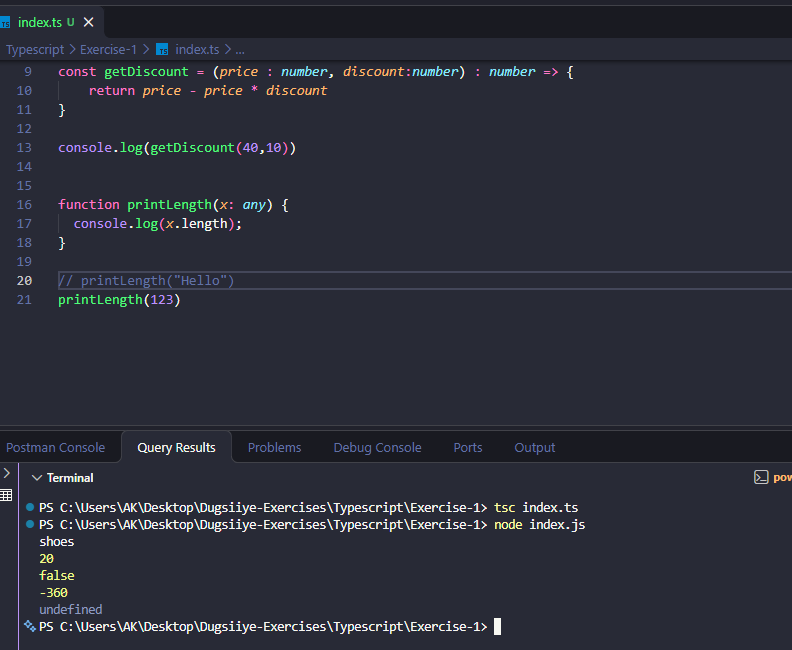 TS index.ts U ×
Typescript > Exercise-1 > TS index.ts > ...
9 const getDiscount = (price : number, discount:number) : number => {
10 return price - price * discount
11 }
12
13 console.log(getDiscount(40,10))
14
15
16 function printLength(x: any) {
17 console.log(x.length);
18 }
19
20 // printLength("Hello")
21 printLength(123)
Postman Console Query Results Problems Debug Console Ports Output
Terminal pow
PS C:\Users\AK\Desktop\Dugsiiye-Exercises\Typescript\Exercise-1> tsc index.ts
PS C:\Users\AK\Desktop\Dugsiiye-Exercises\Typescript\Exercise-1> node index.js
shoes
20
false
-360
undefined
PS C:\Users\AK\Desktop\Dugsiiye-Exercises\Typescript\Exercise-1>